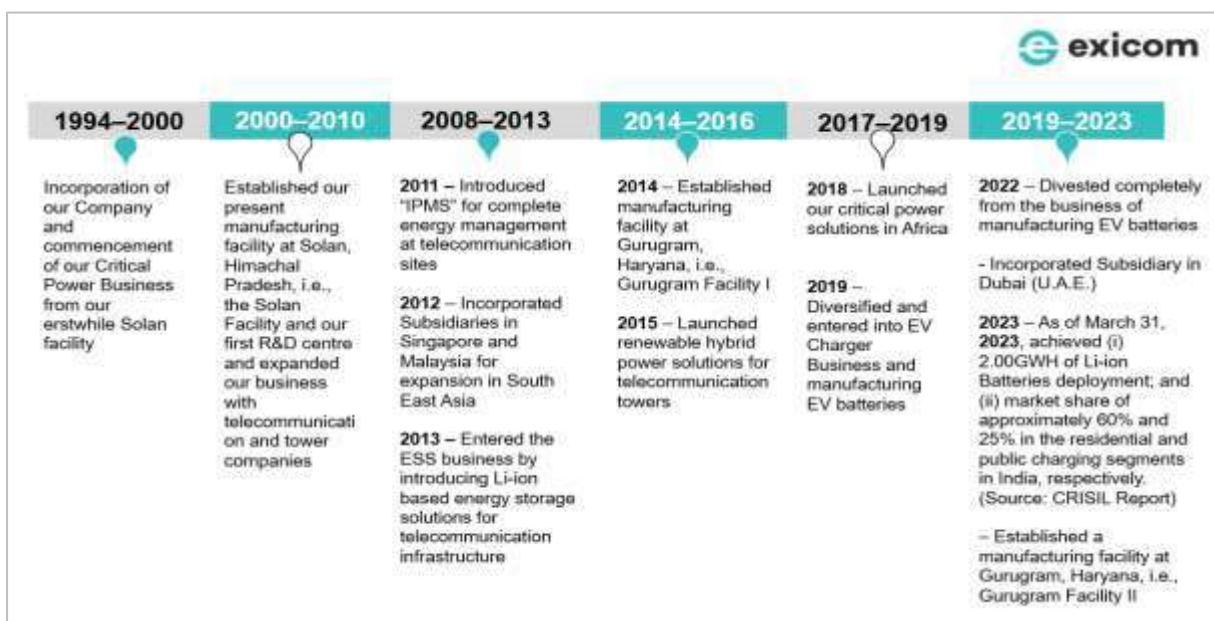 exicom
1994–2000
2000–2010
2008–2013
2014–2016
2017–2019
2019–2023
Incorporation of
our Company
and
commencement
of our Critical
Power Business
from our
erstwhile Solan
facility
Established our
present
manufacturing
facility at Solan,
Himachal
Pradesh, i.e.,
the Solan
Facility and our
first R&D centre
and expanded
our business
with
telecommunicati
on and tower
companies
2011 – Introduced
"IPMS" for complete
energy management
at telecommunication
sites
2012 – Incorporated
Subsidiaries in
Singapore and
Malaysia for
expansion in South
East Asia
2013 – Entered the
ESS business by
introducing Li-ion
based energy storage
solutions for
telecommunication
infrastructure
2014 – Established
manufacturing
facility at
Gurugram,
Haryana, i.e.,
Gurugram Facility I
2015 – Launched
renewable hybrid
power solutions for
telecommunication
towers
2018 – Launched
our critical power
solutions in Africa
2019 –
Diversified and
entered into EV
Charger
Business and
manufacturing
EV batteries
2022 – Divested completely
from the business of
manufacturing EV batteries
- Incorporated Subsidiary in
Dubai (U.A.E.)
2023 – As of March 31,
2023, achieved (i)
2.00GWH of Li-ion
Batteries deployment; and
(ii) market share of
approximately 60% and
25% in the residential and
public charging segments
in India, respectively.
(Source: CRISIL Report)
– Established a
manufacturing facility at
Gurugram, Haryana, i.e.,
Gurugram Facility II